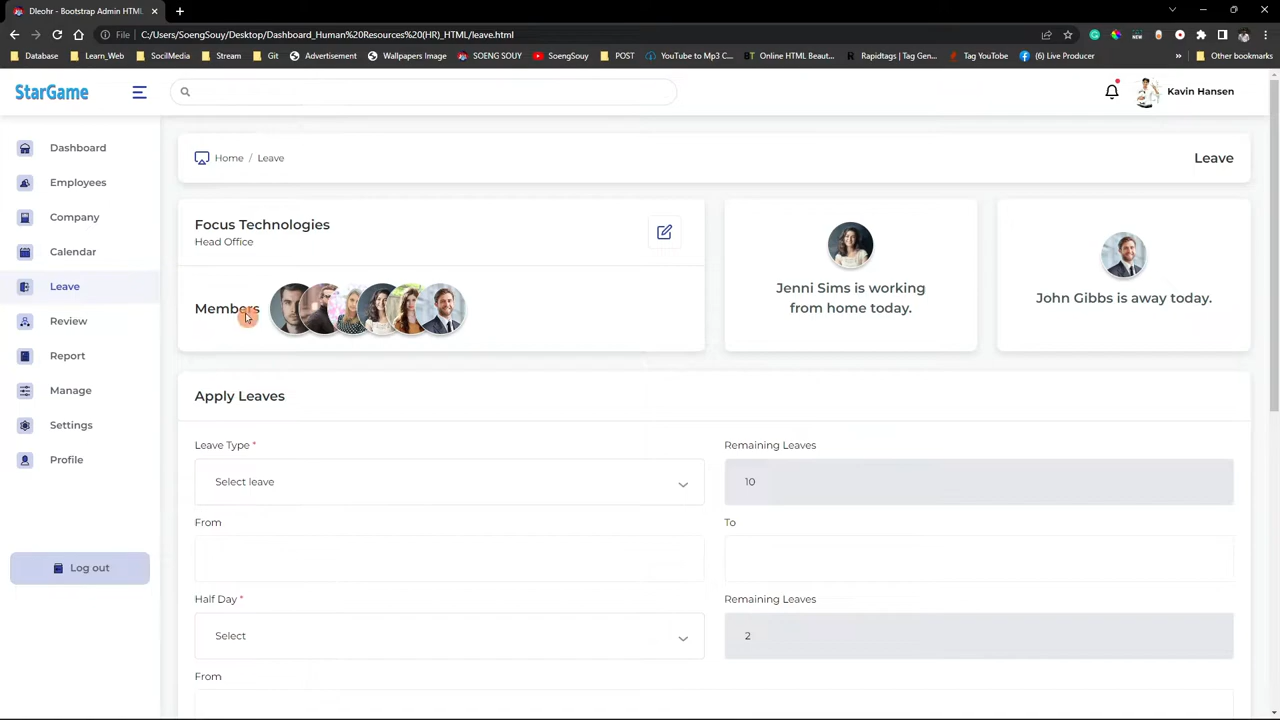 Dleohr - Bootstrap Admin HTML
File
C:/Users/SoengSouy/Desktop/Dashboard_Human%20Resources%20(HR)_HTML/leave.html
Database
Learn_Web
SocilMedia
Stream
Git
Advertisement
Wallpapers Image
SOENG SOUY
SoengSouy
POST
YouTube to Mp3 C...
Online HTML Beaut...
Rapidtags | Tag Gen...
Tag YouTube
(6) Live Producer
»
Other bookmarks
StarGame
Kavin Hansen
Dashboard
Employees
Company
Calendar
Leave
Review
Report
Manage
Settings
Profile
Log out
Home / Leave
Leave
Focus Technologies
Head Office
Members
Jenni Sims is working
from home today.
John Gibbs is away today.
Apply Leaves
Leave Type *
Remaining Leaves
Select leave
10
From
To
Half Day *
Remaining Leaves
Select
2
From